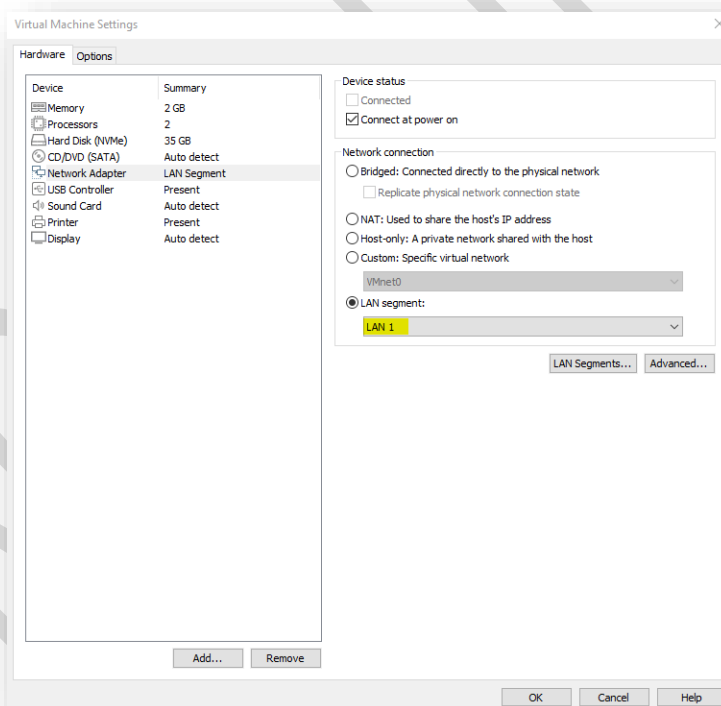 Virtual Machine Settings
Hardware Options
Device Summary
Memory 2 GB
Processors 2
Hard Disk (NVMe) 35 GB
CD/DVD (SATA) Auto detect
Network Adapter LAN Segment
USB Controller Present
Sound Card Auto detect
Printer Present
Display Auto detect
Add... Remove
Device status
Connected
Connect at power on
Network connection
Bridged: Connected directly to the physical network
Replicate physical network connection state
NAT: Used to share the host's IP address
Host-only: A private network shared with the host
Custom: Specific virtual network
VMnet0
LAN segment:
LAN 1
LAN Segments... Advanced...
OK Cancel Help